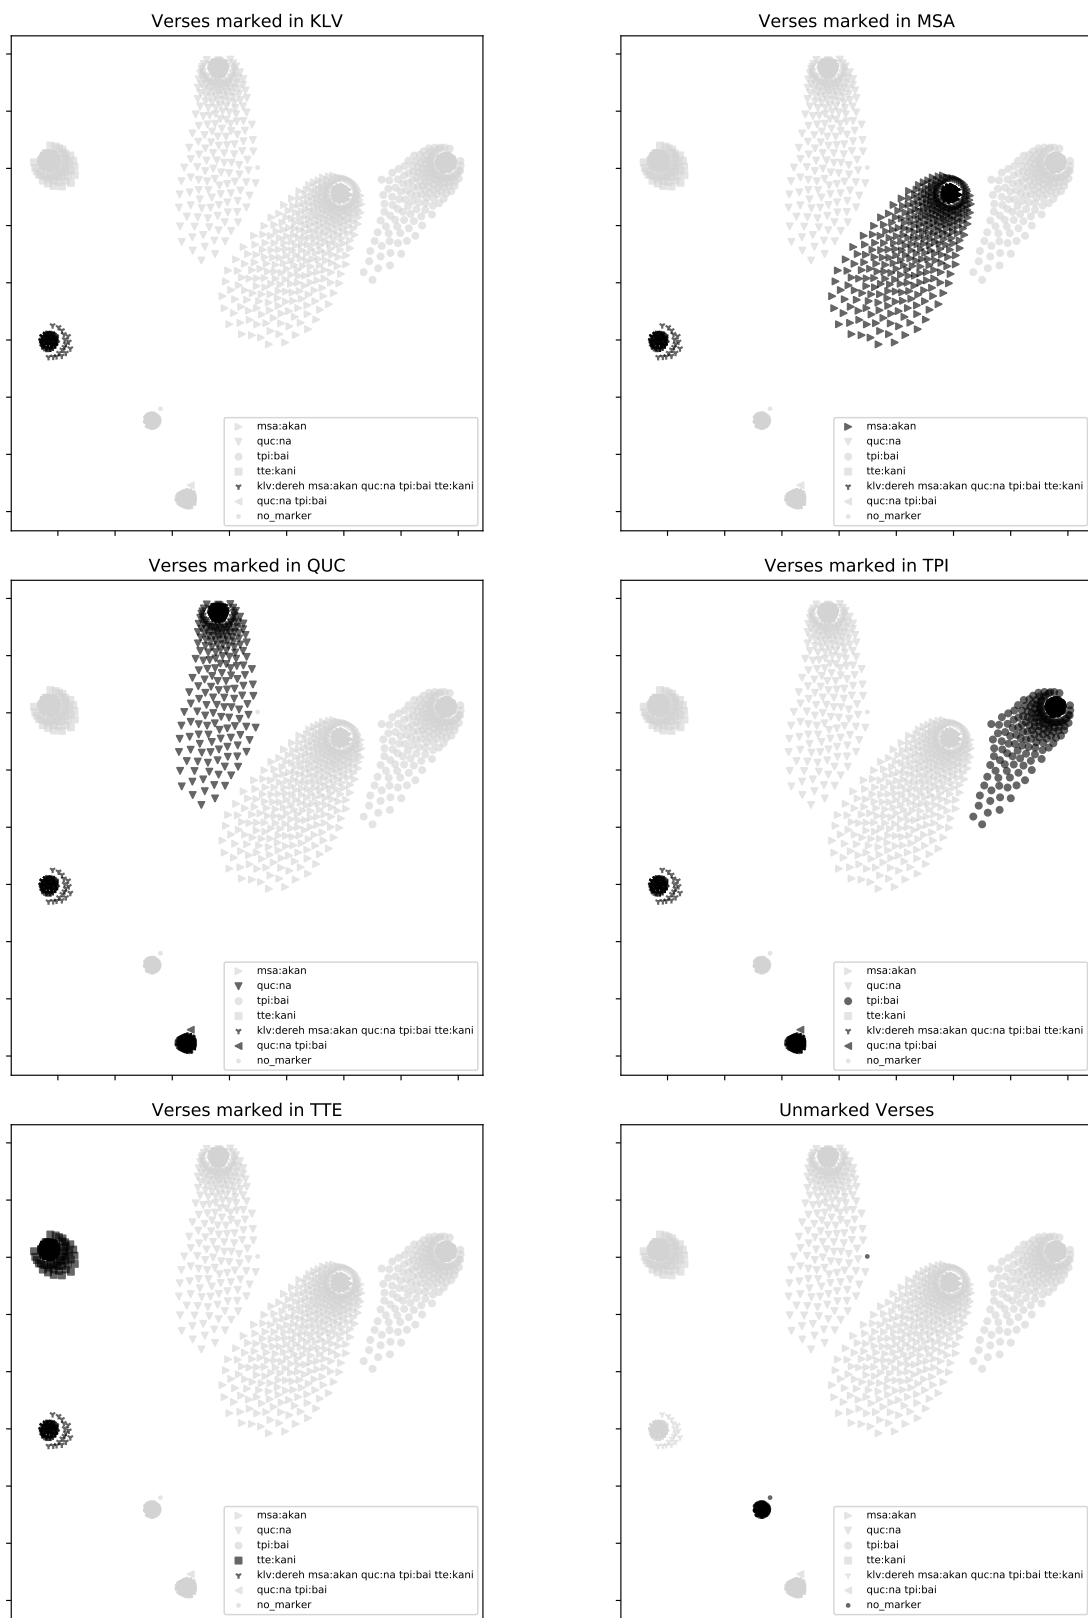 Verses marked in KLV
msa:akan
quc:na
tpi:bai
tte:kani
klv:dereh msa:akan quc:na tpi:bai tte:kani
quc:na tpi:bai
no_marker
Verses marked in MSA
msa:akan
quc:na
tpi:bai
tte:kani
klv:dereh msa:akan quc:na tpi:bai tte:kani
quc:na tpi:bai
no_marker
Verses marked in QUC
msa:akan
quc:na
tpi:bai
tte:kani
klv:dereh msa:akan quc:na tpi:bai tte:kani
quc:na tpi:bai
no_marker
Verses marked in TPI
msa:akan
quc:na
tpi:bai
tte:kani
klv:dereh msa:akan quc:na tpi:bai tte:kani
quc:na tpi:bai
no_marker
Verses marked in TTE
msa:akan
quc:na
tpi:bai
tte:kani
klv:dereh msa:akan quc:na tpi:bai tte:kani
quc:na tpi:bai
no_marker
Unmarked Verses
msa:akan
quc:na
tpi:bai
tte:kani
klv:dereh msa:akan quc:na tpi:bai tte:kani
quc:na tpi:bai
no_marker